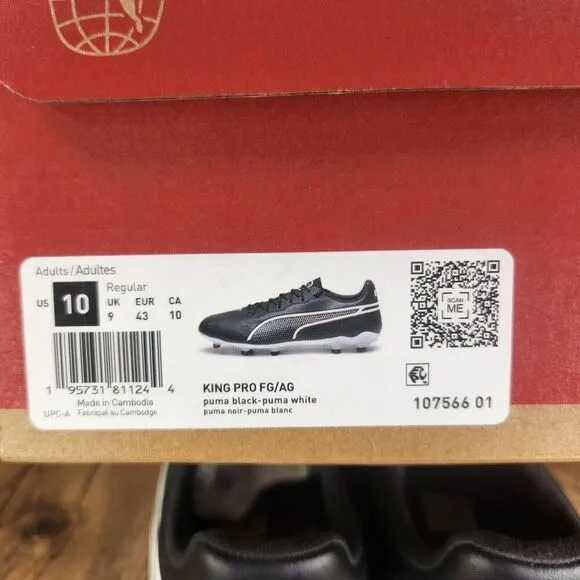 Adults/Adultes
Regular
US 10 UK EUR CA
9 43 10
SCAN
ME
1 95731 81124 4
Made in Cambodia
UPC-A Fabriqué au Cambodge
KING PRO FG/AG
puma black-puma white
puma noir-puma blanc
107566 01